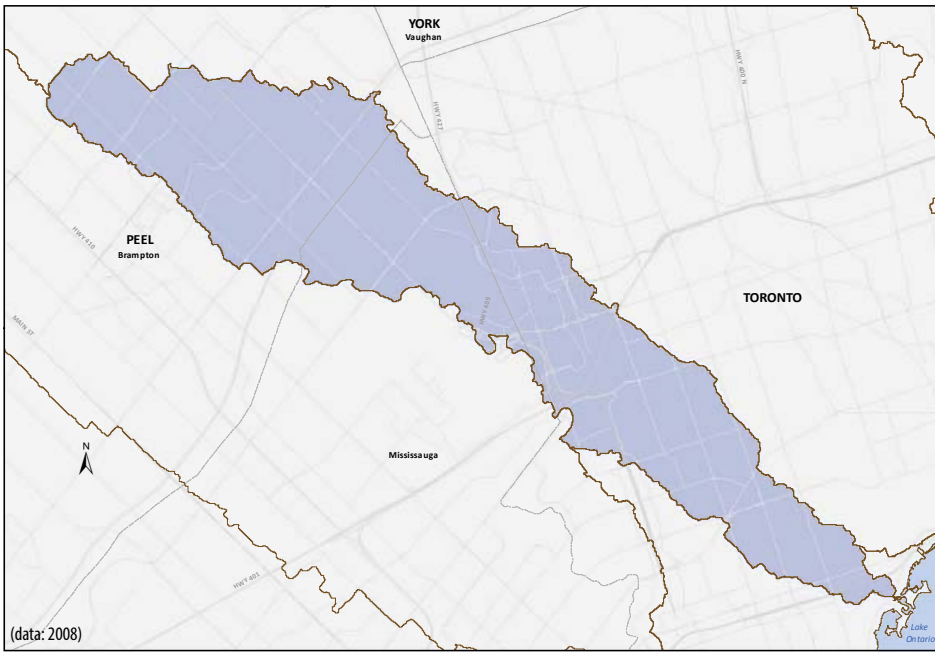 YORK
Vaughan
HWY 400 N
HWY 427
PEEL
Brampton
HWY 410
TORONTO
HWY 409
MAIN ST
N
Mississauga
HWY 401
(data: 2008)
Lake
Ontario